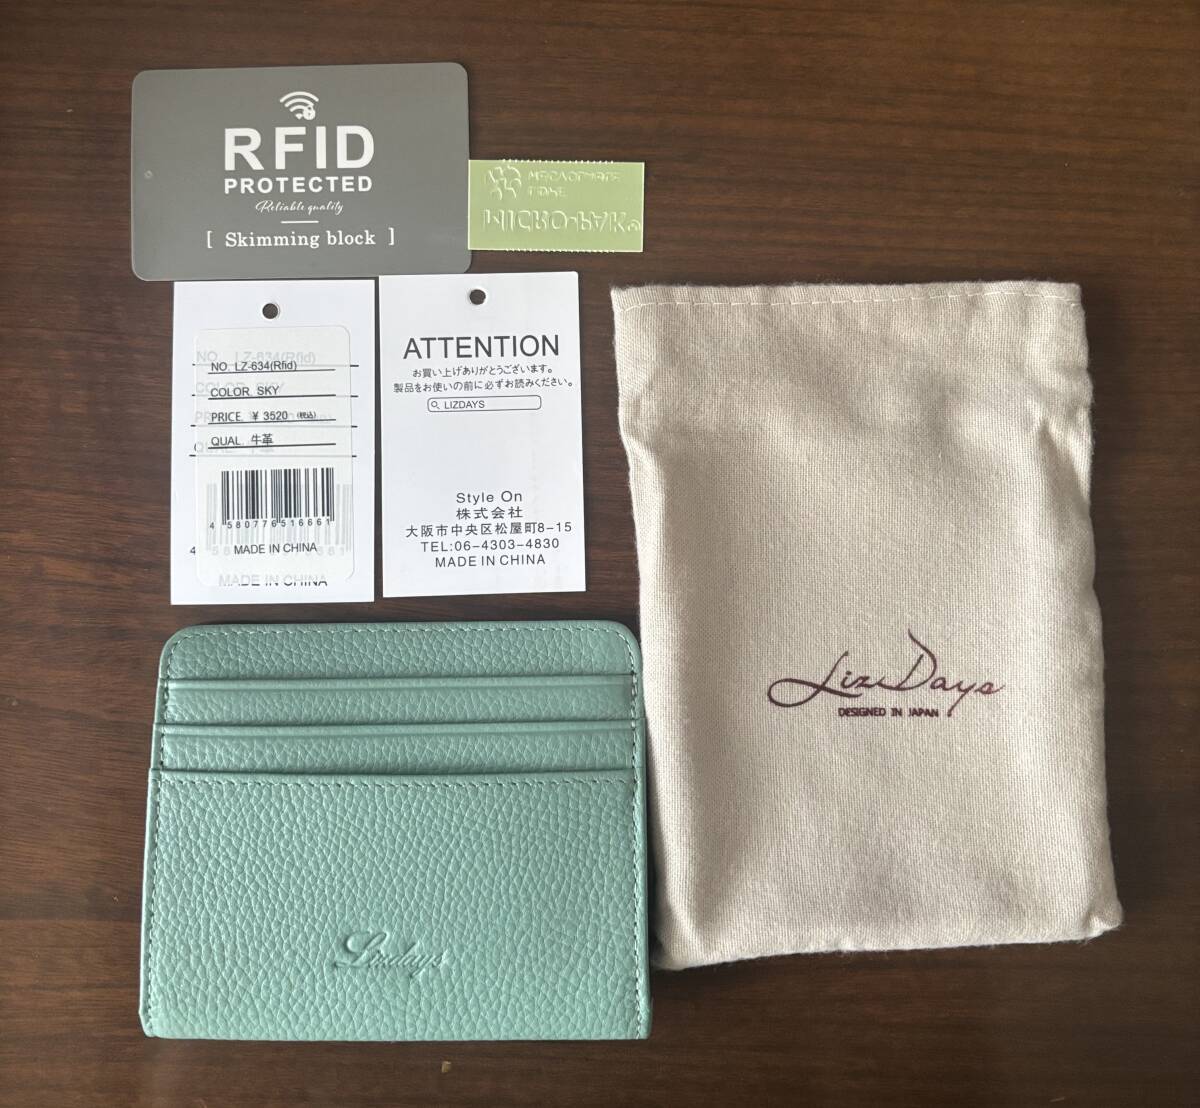 RFID
PROTECTED
Reliable quality
[ Skimming block ]
MICRO-PAK®
NO. LZ-634(Rfid)
COLOR. SKY
PRICE. ¥ 3520 (税込)
QUAL. 牛革
4 580776 516661
MADE IN CHINA
MADE IN CHINA
ATTENTION
お買い上げありがとうございます。
製品をお使いの前に必ずお読みください。
LIZDAYS
Style On
株式会社
大阪市中央区松屋町8-15
TEL:06-4303-4830
MADE IN CHINA
LizDays
DESIGNED IN JAPAN
Lizdays